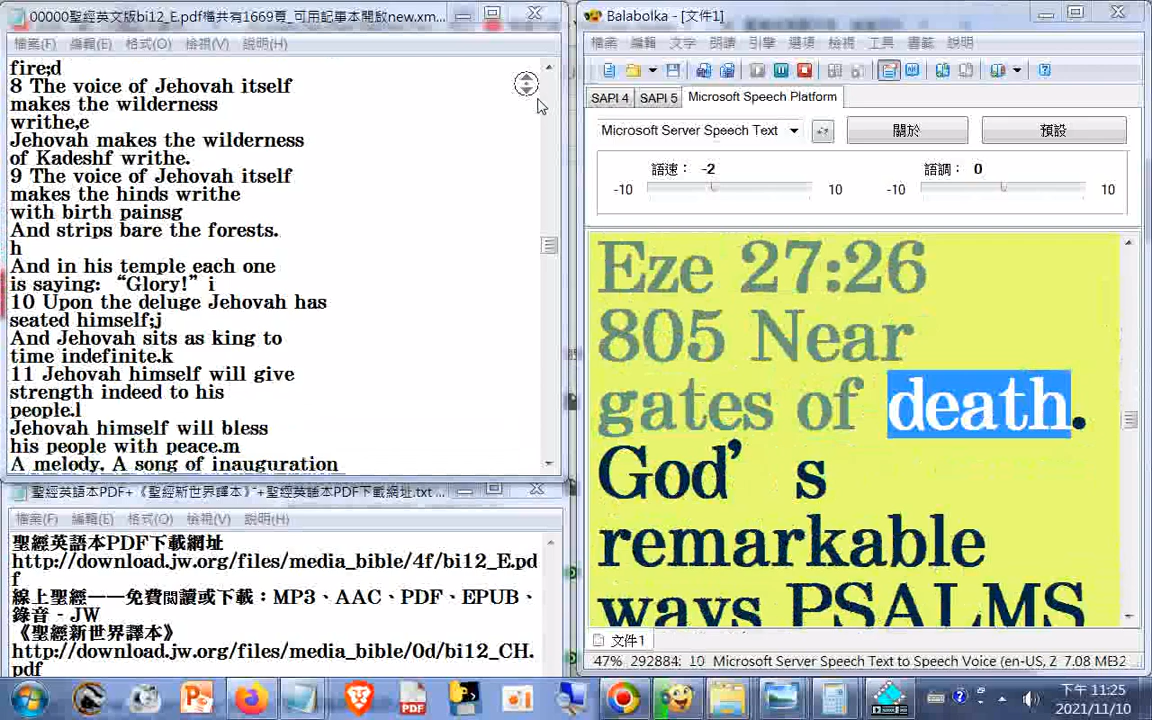 00000聖經英文版bi12_E.pdf檔共有1669頁_可用記事本開啟new.xm...
檔案(F) 編輯(E) 格式(O) 檢視(V) 說明(H)
fire;d
8 The voice of Jehovah itself
makes the wilderness
writhe,e
Jehovah makes the wilderness
of Kadeshf writhe.
9 The voice of Jehovah itself
makes the hinds writhe
with birth painsg
And strips bare the forests.
h
And in his temple each one
is saying: “Glory!” i
10 Upon the deluge Jehovah has
seated himself;j
And Jehovah sits as king to
time indefinite.k
11 Jehovah himself will give
strength indeed to his
people.l
Jehovah himself will bless
his people with peace.m
A melody. A song of inauguration
聖經英語本PDF+《聖經新世界譯本》"+聖經英語本PDF下載網址.txt ...
檔案(F) 編輯(E) 格式(O) 檢視(V) 說明(H)
聖經英語本PDF下載網址
http://download.jw.org/files/media_bible/4f/bi12_E.pd
f
線上聖經——免費閱讀或下載：MP3、AAC、PDF、EPUB、
錄音 - JW
《聖經新世界譯本》
http://download.jw.org/files/media_bible/0d/bi12_CH.
pdf
Balabolka - [文件1]
檔案 編輯 文字 朗讀 引擎 選項 檢視 工具 書籤 說明
SAPI 4 SAPI 5 Microsoft Speech Platform
Microsoft Server Speech Text 關於 預設
語速： -2 語調： 0
-10 10 -10 10
Eze 27:26
805 Near
gates of death.
God’s
remarkable
ways PSALMS
文件1
47% 292884: 10 Microsoft Server Speech Text to Speech Voice (en-US, Z 7.08 MB2
下午 11:25
2021/11/10